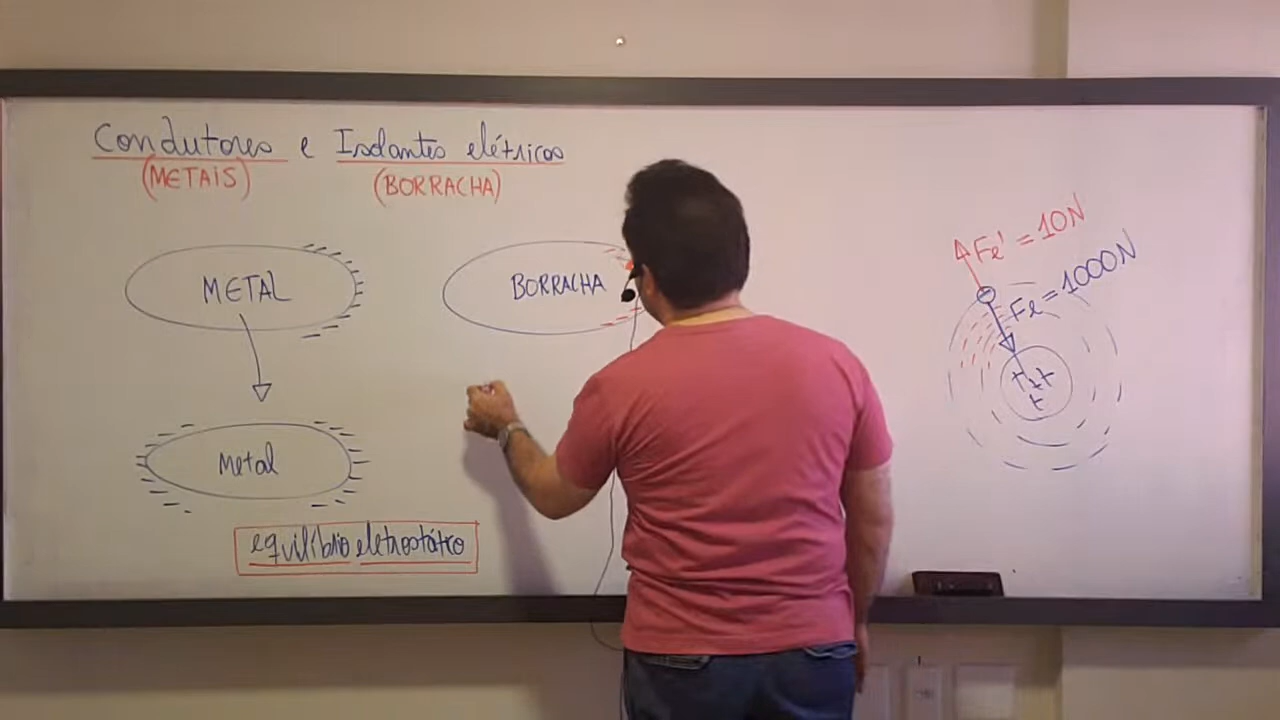 Condutores e Isolantes elétricos
(METAIS) (BORRACHA)
METAL
BORRACHA
Metal
equilíbrio eletrostático
Fe' = 10N
Fe = 1000N
−
+ + +
+